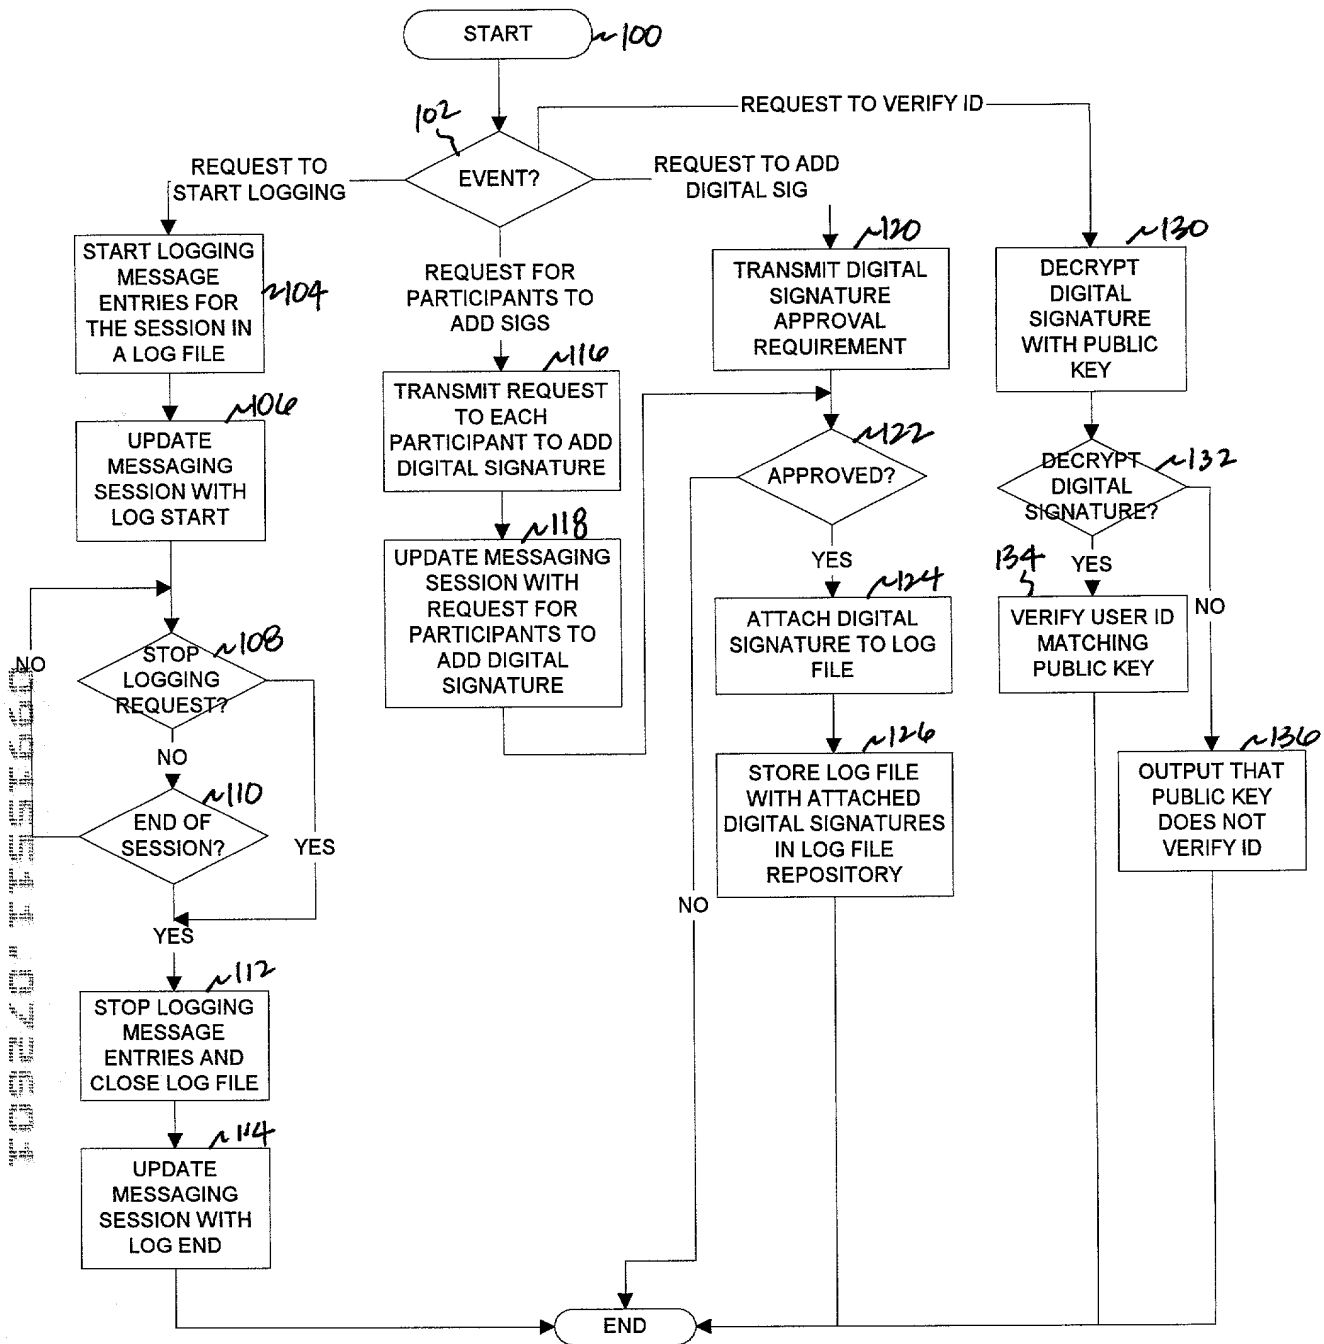 START
~100
REQUEST TO VERIFY ID
102
EVENT?
REQUEST TO
START LOGGING
REQUEST TO ADD
DIGITAL SIG
START LOGGING
MESSAGE
ENTRIES FOR
THE SESSION IN
A LOG FILE
~104
REQUEST FOR
PARTICIPANTS TO
ADD SIGS
~120
TRANSMIT DIGITAL
SIGNATURE
APPROVAL
REQUIREMENT
~130
DECRYPT
DIGITAL
SIGNATURE
WITH PUBLIC
KEY
~106
UPDATE
MESSAGING
SESSION WITH
LOG START
~116
TRANSMIT REQUEST
TO EACH
PARTICIPANT TO ADD
DIGITAL SIGNATURE
~122
APPROVED?
~132
DECRYPT
DIGITAL
SIGNATURE?
~118
UPDATE MESSAGING
SESSION WITH
REQUEST FOR
PARTICIPANTS TO
ADD DIGITAL
SIGNATURE
YES
YES
NO
~124
ATTACH DIGITAL
SIGNATURE TO LOG
FILE
134
VERIFY USER ID
MATCHING
PUBLIC KEY
NO
~108
STOP
LOGGING
REQUEST?
NO
~110
END OF
SESSION?
YES
YES
~126
STORE LOG FILE
WITH ATTACHED
DIGITAL SIGNATURES
IN LOG FILE
REPOSITORY
~136
OUTPUT THAT
PUBLIC KEY
DOES NOT
VERIFY ID
NO
~112
STOP LOGGING
MESSAGE
ENTRIES AND
CLOSE LOG FILE
~114
UPDATE
MESSAGING
SESSION WITH
LOG END
END